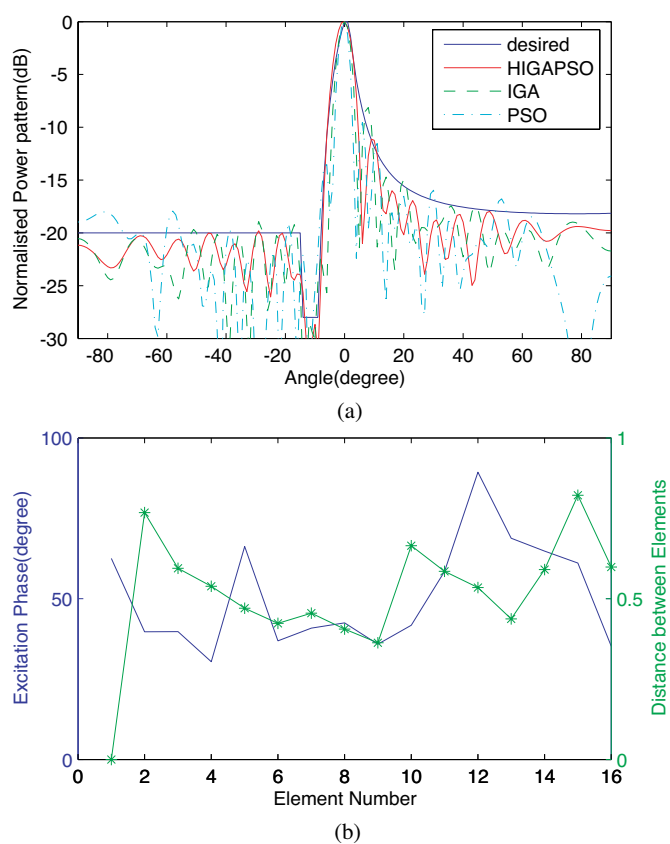 0
-5
-10
-15
-20
-25
-30
Normalisted Power pattern(dB)
desired
HIGAPSO
IGA
PSO
-80 -60 -40 -20 0 20 40 60 80
Angle(degree)
(a)
100
50
0
Excitation Phase(degree)
1
0.5
0
Distance between Elements
0 2 4 6 8 10 12 14 16
Element Number
(b)